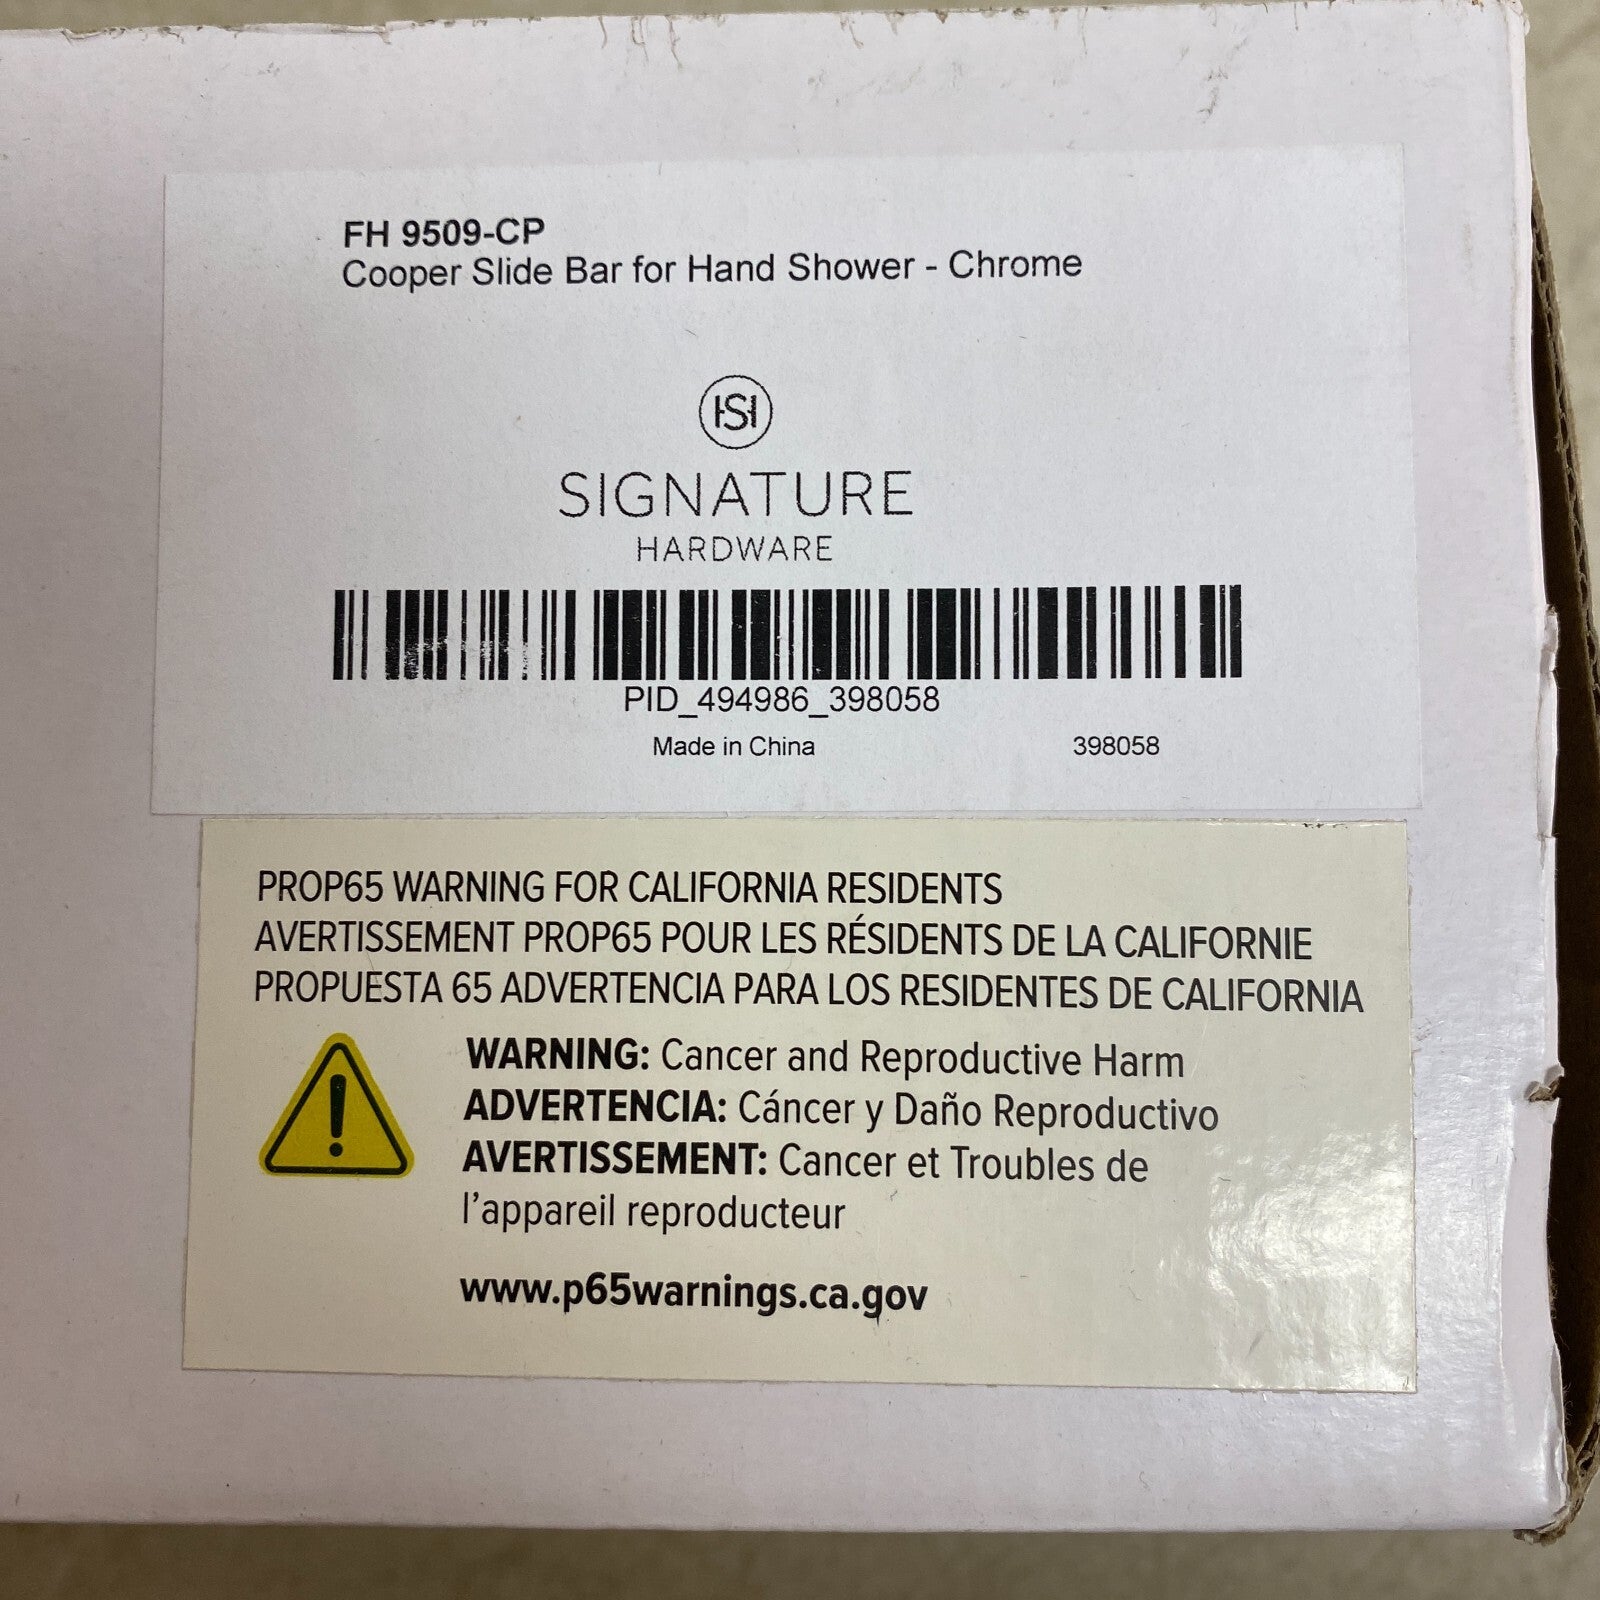 FH 9509-CP
Cooper Slide Bar for Hand Shower - Chrome
HSH
SIGNATURE
HARDWARE
PID_494986_398058
Made in China 398058
PROP65 WARNING FOR CALIFORNIA RESIDENTS
AVERTISSEMENT PROP65 POUR LES RÉSIDENTS DE LA CALIFORNIE
PROPUESTA 65 ADVERTENCIA PARA LOS RESIDENTES DE CALIFORNIA
WARNING: Cancer and Reproductive Harm
ADVERTENCIA: Cáncer y Daño Reproductivo
AVERTISSEMENT: Cancer et Troubles de
l'appareil reproducteur
www.p65warnings.ca.gov